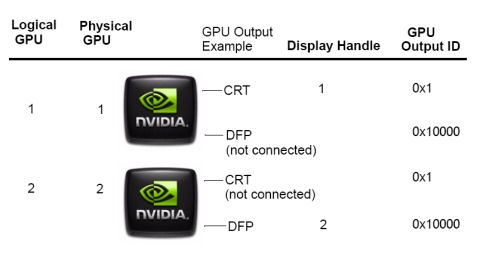 Logical GPU
Physical GPU
GPU Output Example
Display Handle
GPU Output ID
1
1
NVIDIA.
CRT
1
0x1
DFP
(not connected)
0x10000
2
2
NVIDIA.
CRT
(not connected)
0x1
DFP
2
0x10000